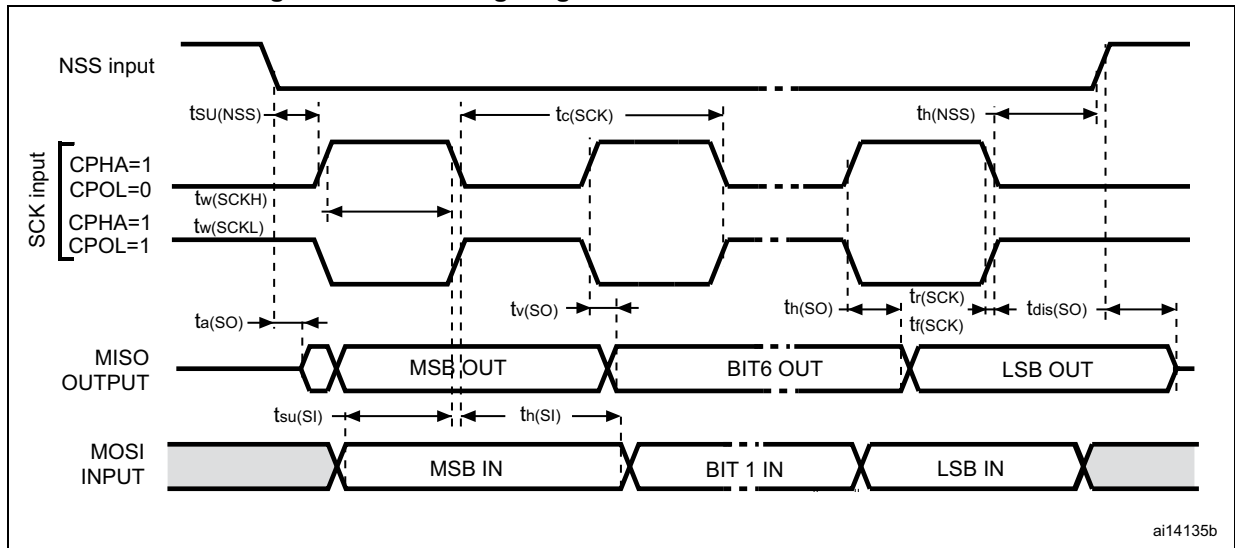 NSS input
tSU(NSS)
tc(SCK)
th(NSS)
SCK input
CPHA=1
CPOL=0
tw(SCKH)
CPHA=1
tw(SCKL)
CPOL=1
ta(SO)
tv(SO)
th(SO)
tr(SCK)
tf(SCK)
tdis(SO)
MISO
OUTPUT
MSB OUT
BIT6 OUT
LSB OUT
tsu(SI)
th(SI)
MOSI
INPUT
MSB IN
BIT 1 IN
LSB IN
ai14135b